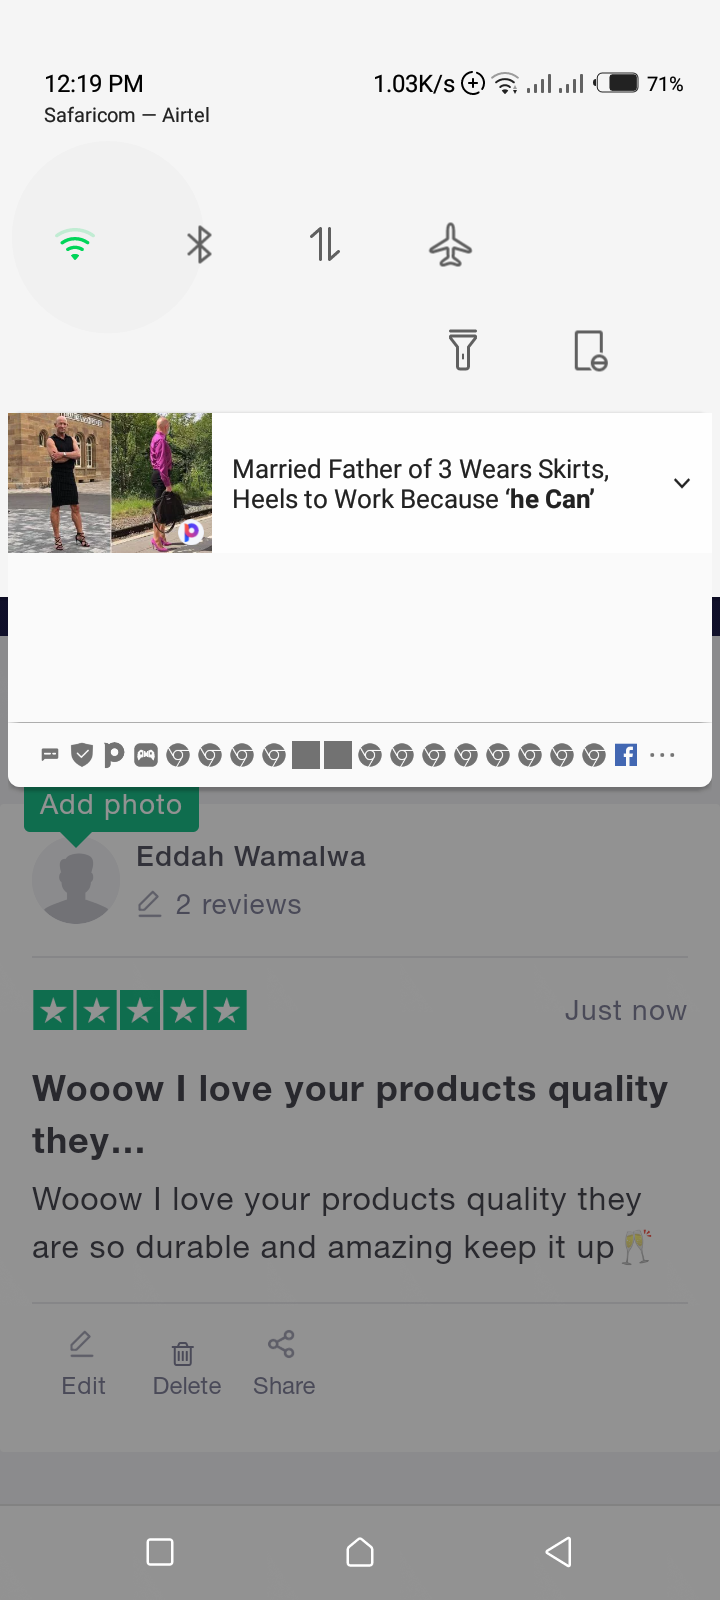 12:19 PM 1.03K/s 71%
Safaricom — Airtel
Married Father of 3 Wears Skirts,
Heels to Work Because ‘he Can’
Add photo
Eddah Wamalwa
2 reviews
Just now
Wooow I love your products quality
they...
Wooow I love your products quality they
are so durable and amazing keep it up🥂
Edit Delete Share